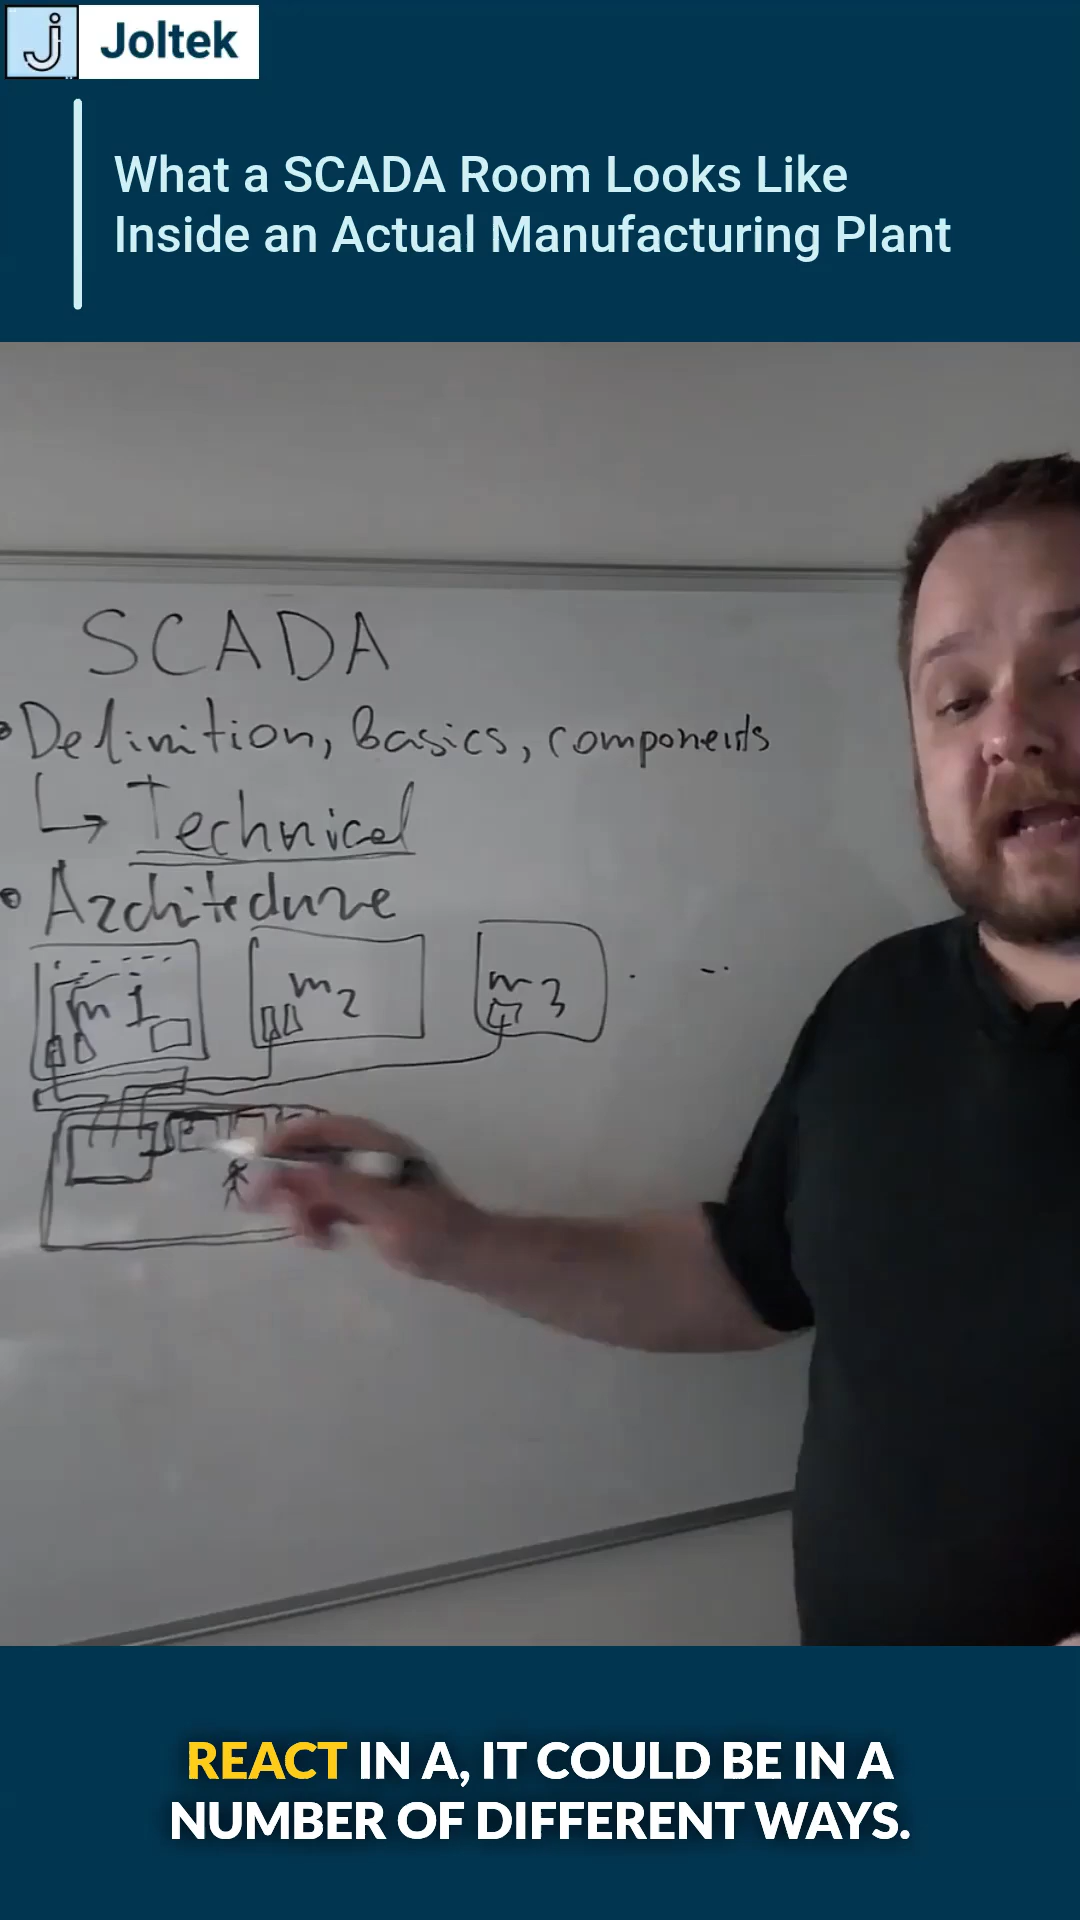 Joltek
What a SCADA Room Looks Like
Inside an Actual Manufacturing Plant
SCADA
• Definition, Basics, components
↳ Technical
• Architecture
m1 m2 m3 . ...
REACT IN A, IT COULD BE IN A
NUMBER OF DIFFERENT WAYS.